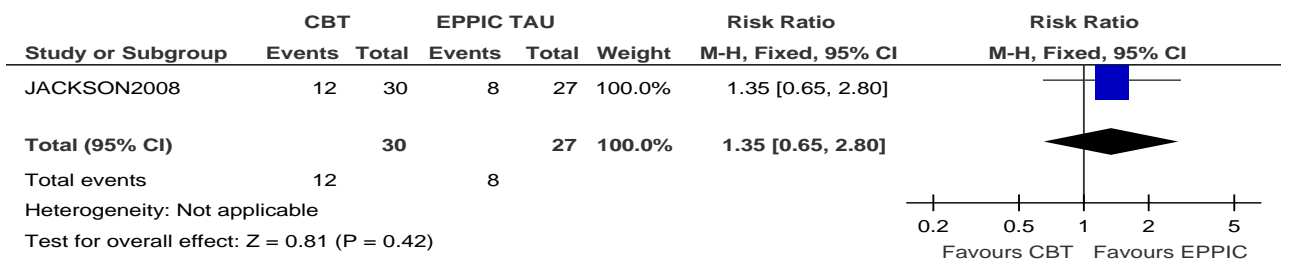 CBT EPPIC TAU Risk Ratio Risk Ratio
Study or Subgroup Events Total Events Total Weight M-H, Fixed, 95% CI M-H, Fixed, 95% CI
JACKSON2008 12 30 8 27 100.0% 1.35 [0.65, 2.80]
Total (95% CI) 30 27 100.0% 1.35 [0.65, 2.80]
Total events 12 8
Heterogeneity: Not applicable
Test for overall effect: Z = 0.81 (P = 0.42)
0.2 0.5 1 2 5
Favours CBT Favours EPPIC